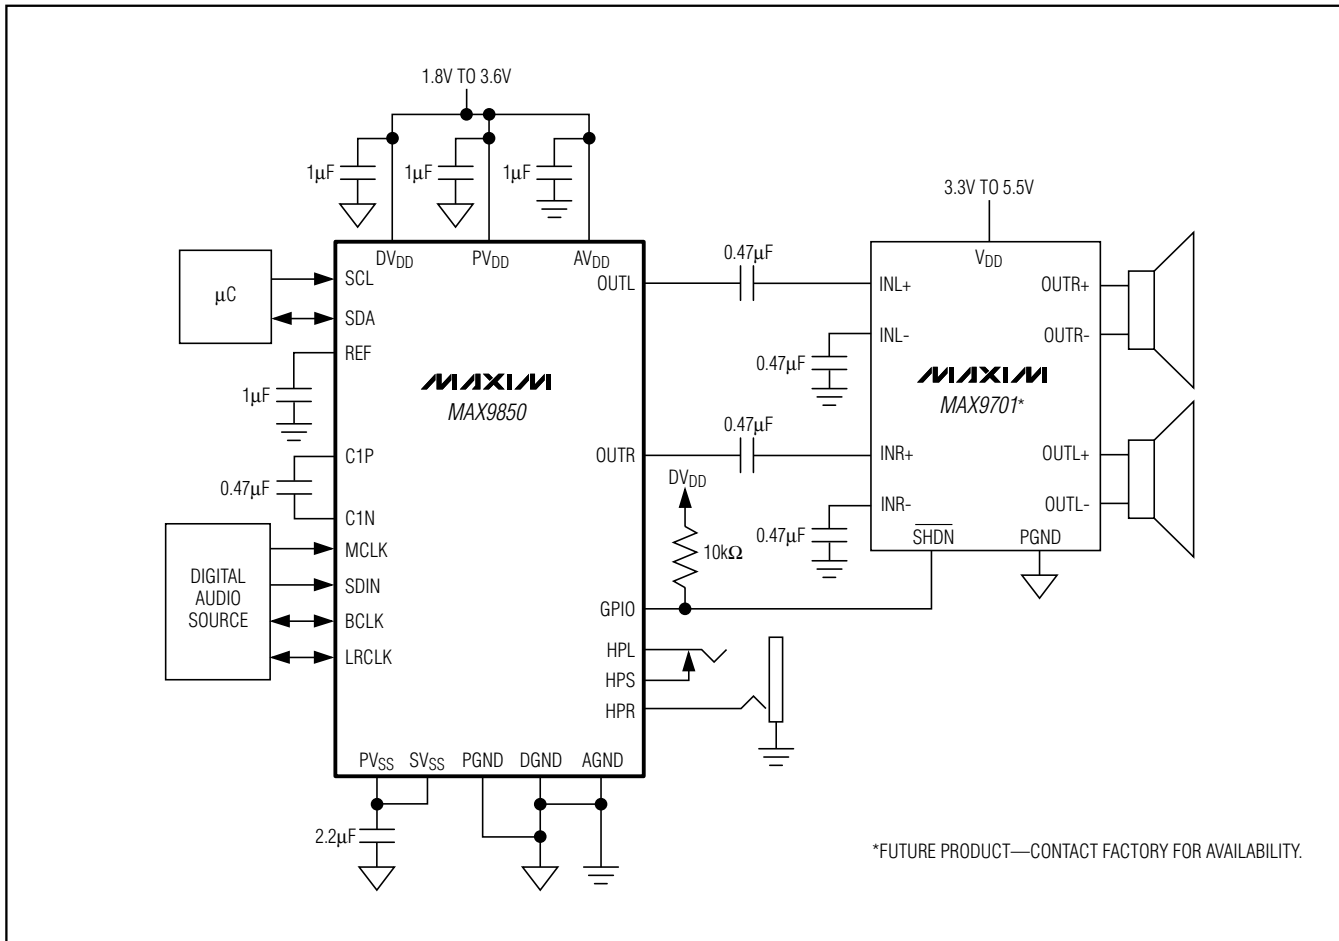 1.8V TO 3.6V
1μF
1μF
1μF
3.3V TO 5.5V
DVDD
PVDD
AVDD
0.47μF
VDD
μC
SCL
SDA
REF
OUTL
INL+
INL-
OUTR+
OUTR-
1μF
MAXIM
MAX9850
0.47μF
MAXIM
MAX9701*
C1P
0.47μF
C1N
OUTR
0.47μF
DVDD
10kΩ
0.47μF
INR+
INR-
OUTL+
OUTL-
SHDN
PGND
DIGITAL
AUDIO
SOURCE
MCLK
SDIN
BCLK
LRCLK
GPIO
HPL
HPS
HPR
PVSS
SVSS
PGND
DGND
AGND
2.2μF
*FUTURE PRODUCT—CONTACT FACTORY FOR AVAILABILITY.